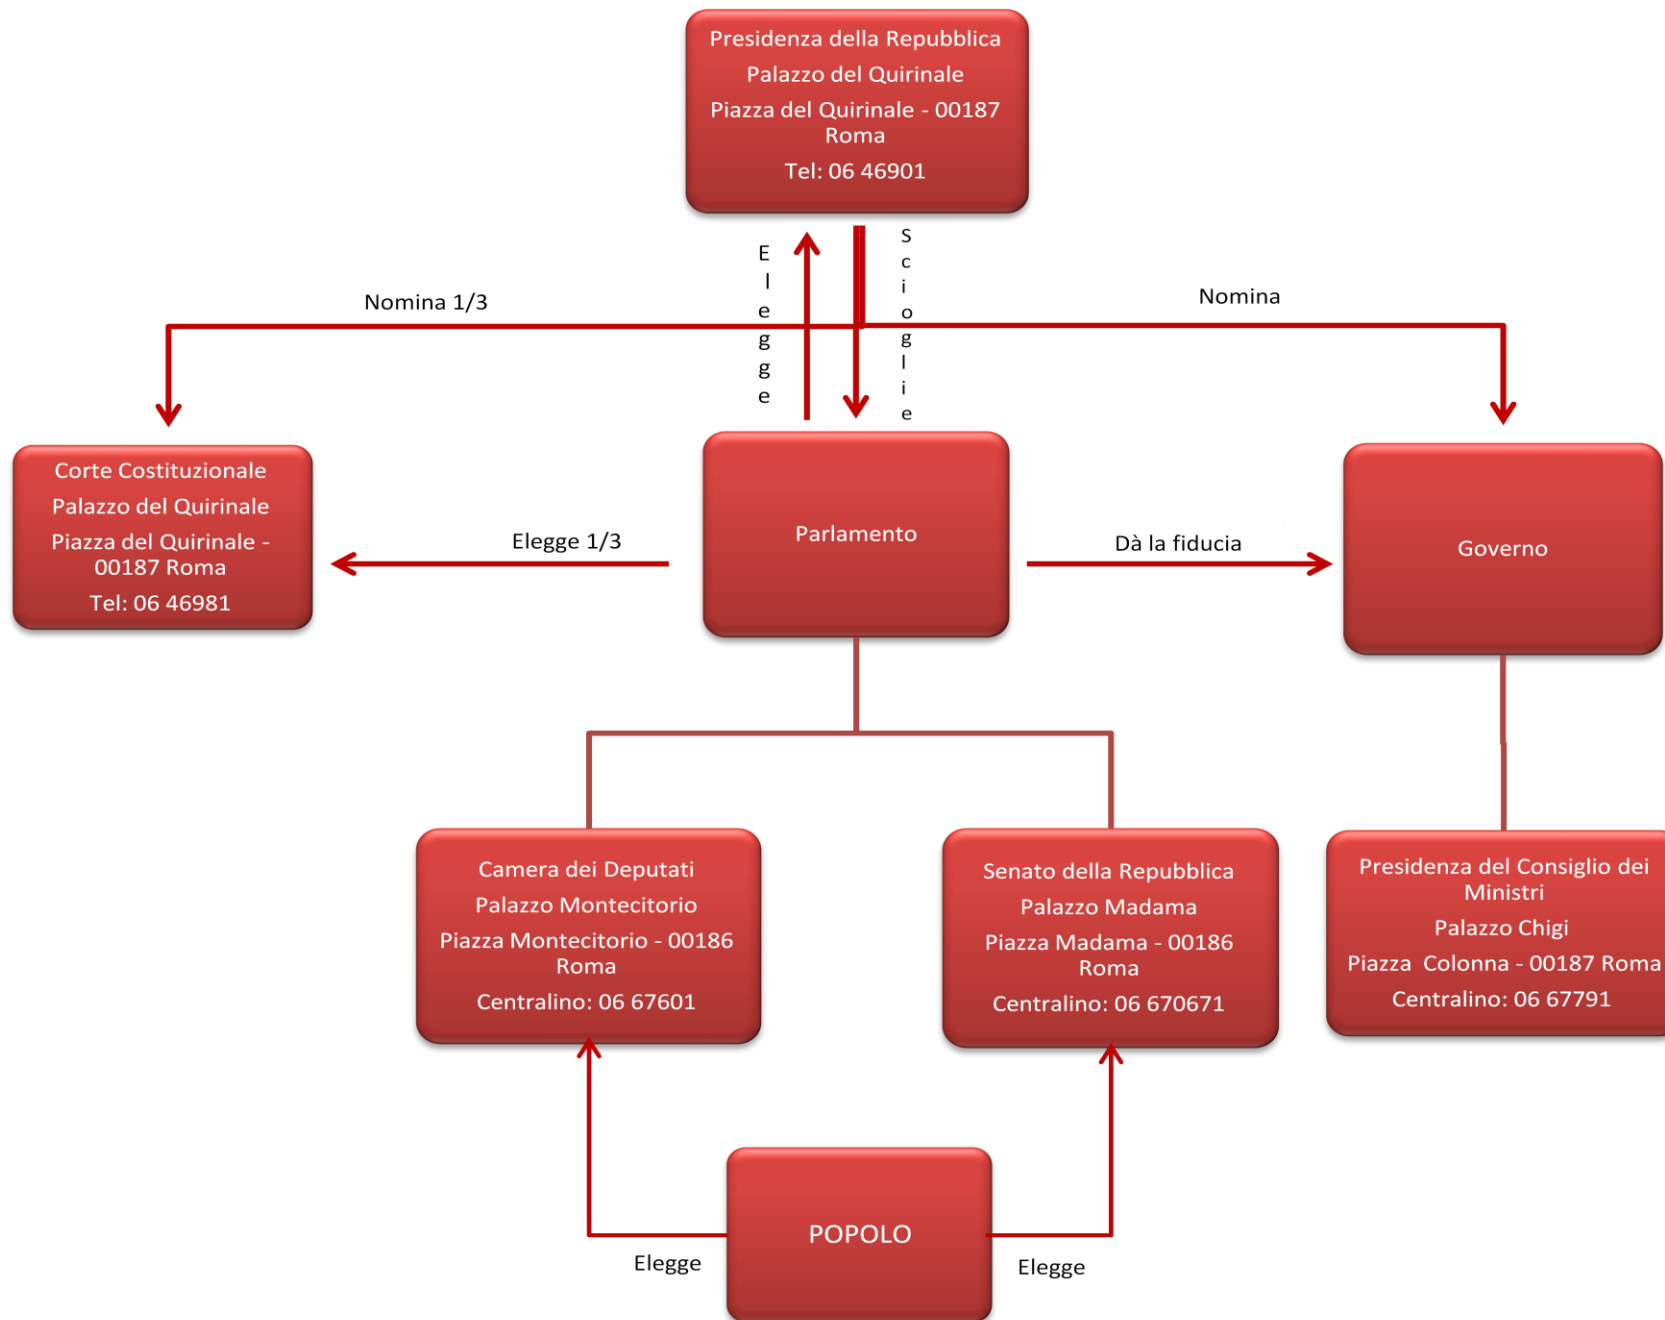 Presidenza della Repubblica
Palazzo del Quirinale
Piazza del Quirinale - 00187
Roma
Tel: 06 46901
Elegge
Scioglie
Nomina 1/3
Nomina
Corte Costituzionale
Palazzo del Quirinale
Piazza del Quirinale -
00187 Roma
Tel: 06 46981
Elegge 1/3
Parlamento
Dà la fiducia
Governo
Camera dei Deputati
Palazzo Montecitorio
Piazza Montecitorio - 00186
Roma
Centralino: 06 67601
Senato della Repubblica
Palazzo Madama
Piazza Madama - 00186
Roma
Centralino: 06 670671
Presidenza del Consiglio dei
Ministri
Palazzo Chigi
Piazza  Colonna - 00187 Roma
Centralino: 06 67791
POPOLO
Elegge
Elegge